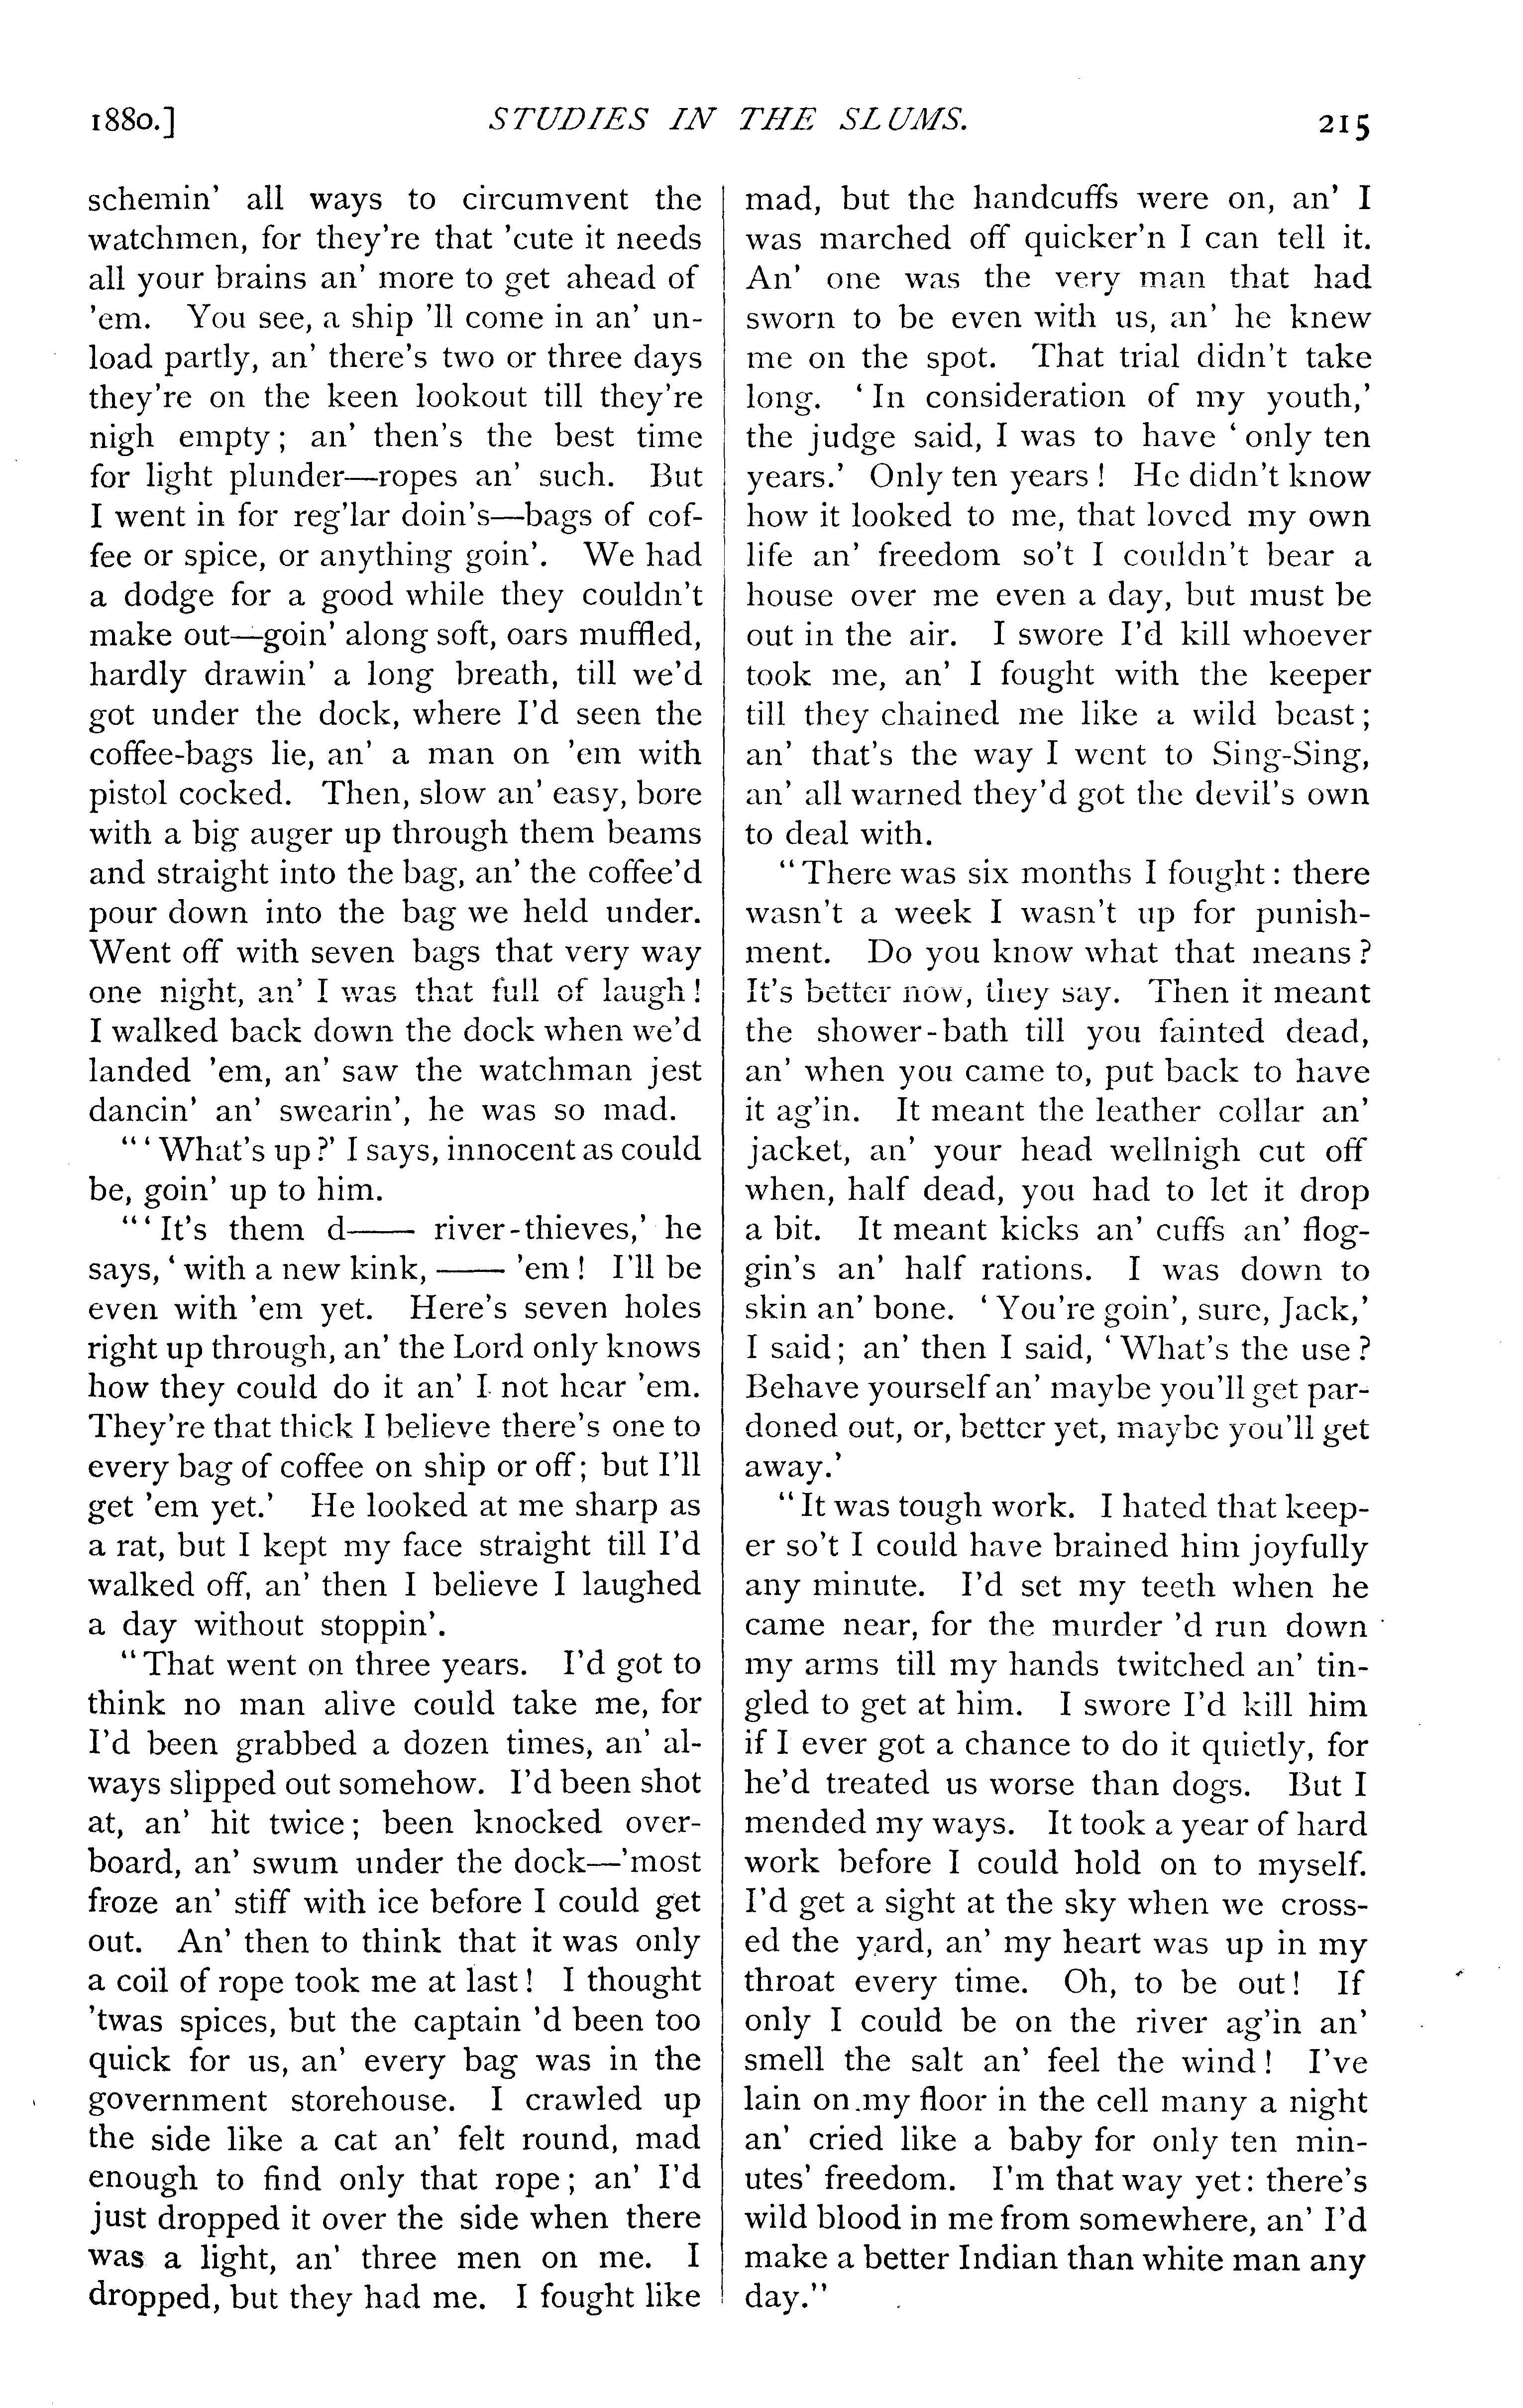 1880.] STUDIES IN THE SLUMS. 215
schemin' all ways to circumvent the
watchmen, for they're that 'cute it needs
all your brains an' more to get ahead of
'em. You see, a ship 'll come in an' un-
load partly, an' there's two or three days
they're on the keen lookout till they're
nigh empty; an' then's the best time
for light plunder—ropes an' such. But
I went in for reg'lar doin's—bags of cof-
fee or spice, or anything goin'. We had
a dodge for a good while they couldn't
make out—goin' along soft, oars muffled,
hardly drawin' a long breath, till we'd
got under the dock, where I'd seen the
coffee-bags lie, an' a man on 'em with
pistol cocked. Then, slow an' easy, bore
with a big auger up through them beams
and straight into the bag, an' the coffee'd
pour down into the bag we held under.
Went off with seven bags that very way
one night, an' I was that full of laugh!
I walked back down the dock when we'd
landed 'em, an' saw the watchman jest
dancin' an' swearin', he was so mad.
"'What's up?' I says, innocent as could
be, goin' up to him.
"'It's them d—— river-thieves,' he
says, 'with a new kink, —— 'em! I'll be
even with 'em yet. Here's seven holes
right up through, an' the Lord only knows
how they could do it an' I not hear 'em.
They're that thick I believe there's one to
every bag of coffee on ship or off; but I'll
get 'em yet.' He looked at me sharp as
a rat, but I kept my face straight till I'd
walked off, an' then I believe I laughed
a day without stoppin'.
"That went on three years. I'd got to
think no man alive could take me, for
I'd been grabbed a dozen times, an' al-
ways slipped out somehow. I'd been shot
at, an' hit twice; been knocked over-
board, an' swum under the dock—'most
froze an' stiff with ice before I could get
out. An' then to think that it was only
a coil of rope took me at last! I thought
'twas spices, but the captain 'd been too
quick for us, an' every bag was in the
government storehouse. I crawled up
the side like a cat an' felt round, mad
enough to find only that rope; an' I'd
just dropped it over the side when there
was a light, an' three men on me. I
dropped, but they had me. I fought like
mad, but the handcuffs were on, an' I
was marched off quicker'n I can tell it.
An' one was the very man that had
sworn to be even with us, an' he knew
me on the spot. That trial didn't take
long. 'In consideration of my youth,'
the judge said, I was to have 'only ten
years.' Only ten years! He didn't know
how it looked to me, that loved my own
life an' freedom so't I couldn't bear a
house over me even a day, but must be
out in the air. I swore I'd kill whoever
took me, an' I fought with the keeper
till they chained me like a wild beast;
an' that's the way I went to Sing-Sing,
an' all warned they'd got the devil's own
to deal with.
"There was six months I fought: there
wasn't a week I wasn't up for punish-
ment. Do you know what that means?
It's better now, they say. Then it meant
the shower-bath till you fainted dead,
an' when you came to, put back to have
it ag'in. It meant the leather collar an'
jacket, an' your head wellnigh cut off
when, half dead, you had to let it drop
a bit. It meant kicks an' cuffs an' flog-
gin's an' half rations. I was down to
skin an' bone. 'You're goin', sure, Jack,'
I said; an' then I said, 'What's the use?
Behave yourself an' maybe you'll get par-
doned out, or, better yet, maybe you'll get
away.'
"It was tough work. I hated that keep-
er so't I could have brained him joyfully
any minute. I'd set my teeth when he
came near, for the murder 'd run down
my arms till my hands twitched an' tin-
gled to get at him. I swore I'd kill him
if I ever got a chance to do it quietly, for
he'd treated us worse than dogs. But I
mended my ways. It took a year of hard
work before I could hold on to myself.
I'd get a sight at the sky when we cross-
ed the yard, an' my heart was up in my
throat every time. Oh, to be out! If
only I could be on the river ag'in an'
smell the salt an' feel the wind! I've
lain on my floor in the cell many a night
an' cried like a baby for only ten min-
utes' freedom. I'm that way yet: there's
wild blood in me from somewhere, an' I'd
make a better Indian than white man any
day."